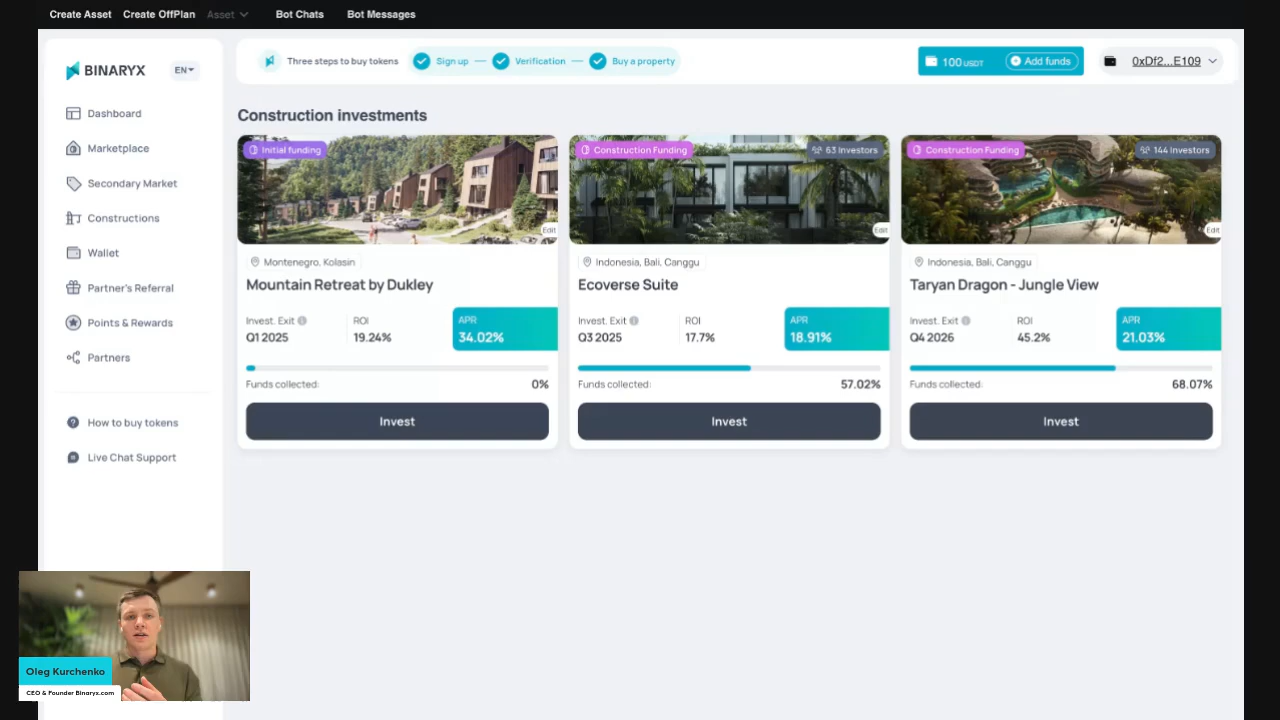 Create Asset Create OffPlan Asset Bot Chats Bot Messages
BINARYX EN
Three steps to buy tokens Sign up Verification Buy a property
100 USDT Add funds 0xDf2...E109
Dashboard
Marketplace
Secondary Market
Constructions
Wallet
Partner's Referral
Points & Rewards
Partners
How to buy tokens
Live Chat Support
Construction investments
Initial funding
Edit
Montenegro, Kolasin
Mountain Retreat by Dukley
Invest. Exit ROI APR
Q1 2025 19.24% 34.02%
Funds collected: 0%
Invest
Construction Funding 63 Investors
Edit
Indonesia, Bali, Canggu
Ecoverse Suite
Invest. Exit ROI APR
Q3 2025 17.7% 18.91%
Funds collected: 57.02%
Invest
Construction Funding 144 Investors
Edit
Indonesia, Bali, Canggu
Taryan Dragon - Jungle View
Invest. Exit ROI APR
Q4 2026 45.2% 21.03%
Funds collected: 68.07%
Invest
Oleg Kurchenko
CEO & Founder Binaryx.com